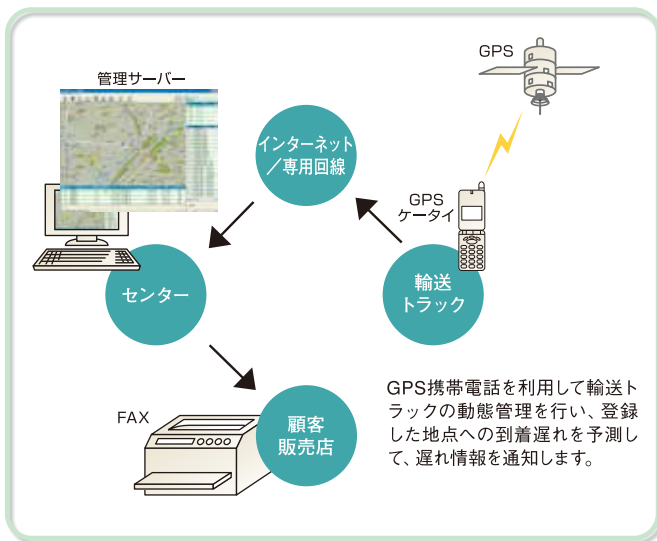 GPS
管理サーバー
インターネット
／専用回線
GPS
ケータイ
輸送
トラック
センター
FAX
顧客
販売店
GPS携帯電話を利用して輸送ト
ラックの動態管理を行い、登録
した地点への到着遅れを予測し
て、遅れ情報を通知します。